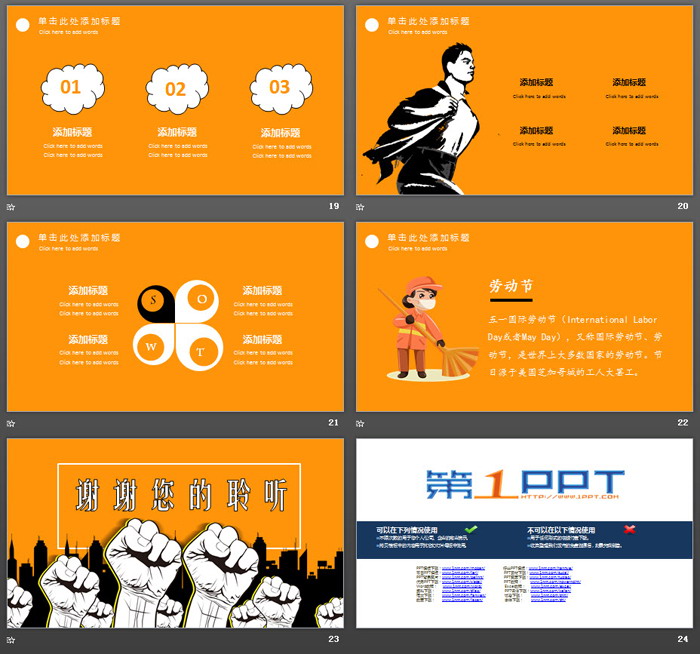 单击此处添加标题
Click here to add words
01
02
03
添加标题
添加标题
添加标题
Click here to add words
Click here to add words
Click here to add words
Click here to add words
Click here to add words
Click here to add words
19
单击此处添加标题
Click here to add words
添加标题
添加标题
Click here to add words
Click here to add words
添加标题
添加标题
Click here to add words
Click here to add words
20
单击此处添加标题
Click here to add words
添加标题
Click here to add words
Click here to add words
添加标题
Click here to add words
Click here to add words
S
O
W
T
添加标题
Click here to add words
Click here to add words
添加标题
Click here to add words
Click here to add words
21
单击此处添加标题
Click here to add words
劳动节
五一国际劳动节（International Labor
Day或者May Day），又称国际劳动节、劳
动节，是世界上大多数国家的劳动节。节
日源于美国芝加哥城的工人大罢工。
22
谢谢您的聆听
23
第1PPT
HTTP://WWW.1PPT.COM
可以在下列情况使用
不可以在以下情况使用
24